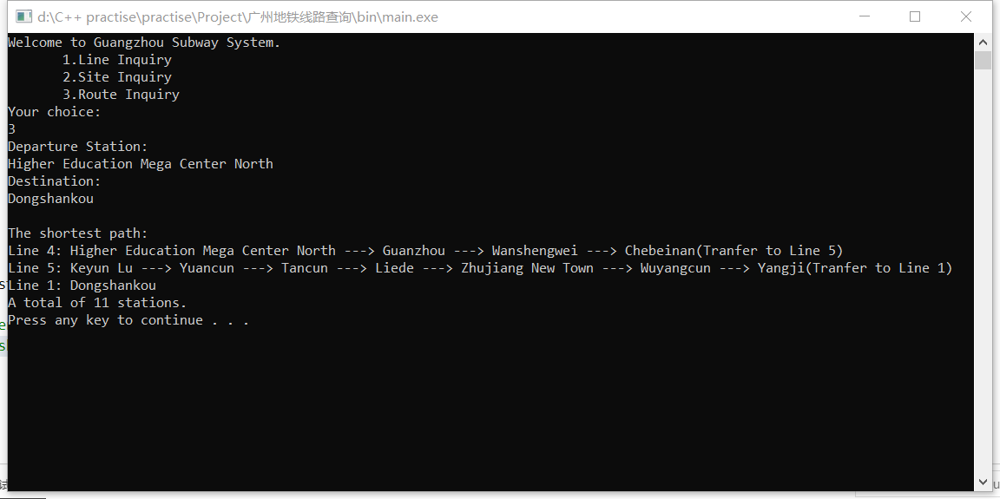 d:\C++ practise\practise\Project\广州地铁线路查询\bin\main.exe
Welcome to Guangzhou Subway System.
1.Line Inquiry
2.Site Inquiry
3.Route Inquiry
Your choice:
3
Departure Station:
Higher Education Mega Center North
Destination:
Dongshankou
The shortest path:
Line 4: Higher Education Mega Center North ---> Guanzhou ---> Wanshengwei ---> Chebeinan(Tranfer to Line 5)
Line 5: Keyun Lu ---> Yuancun ---> Tancun ---> Liede ---> Zhujiang New Town ---> Wuyangcun ---> Yangji(Tranfer to Line 1)
Line 1: Dongshankou
A total of 11 stations.
Press any key to continue . . .